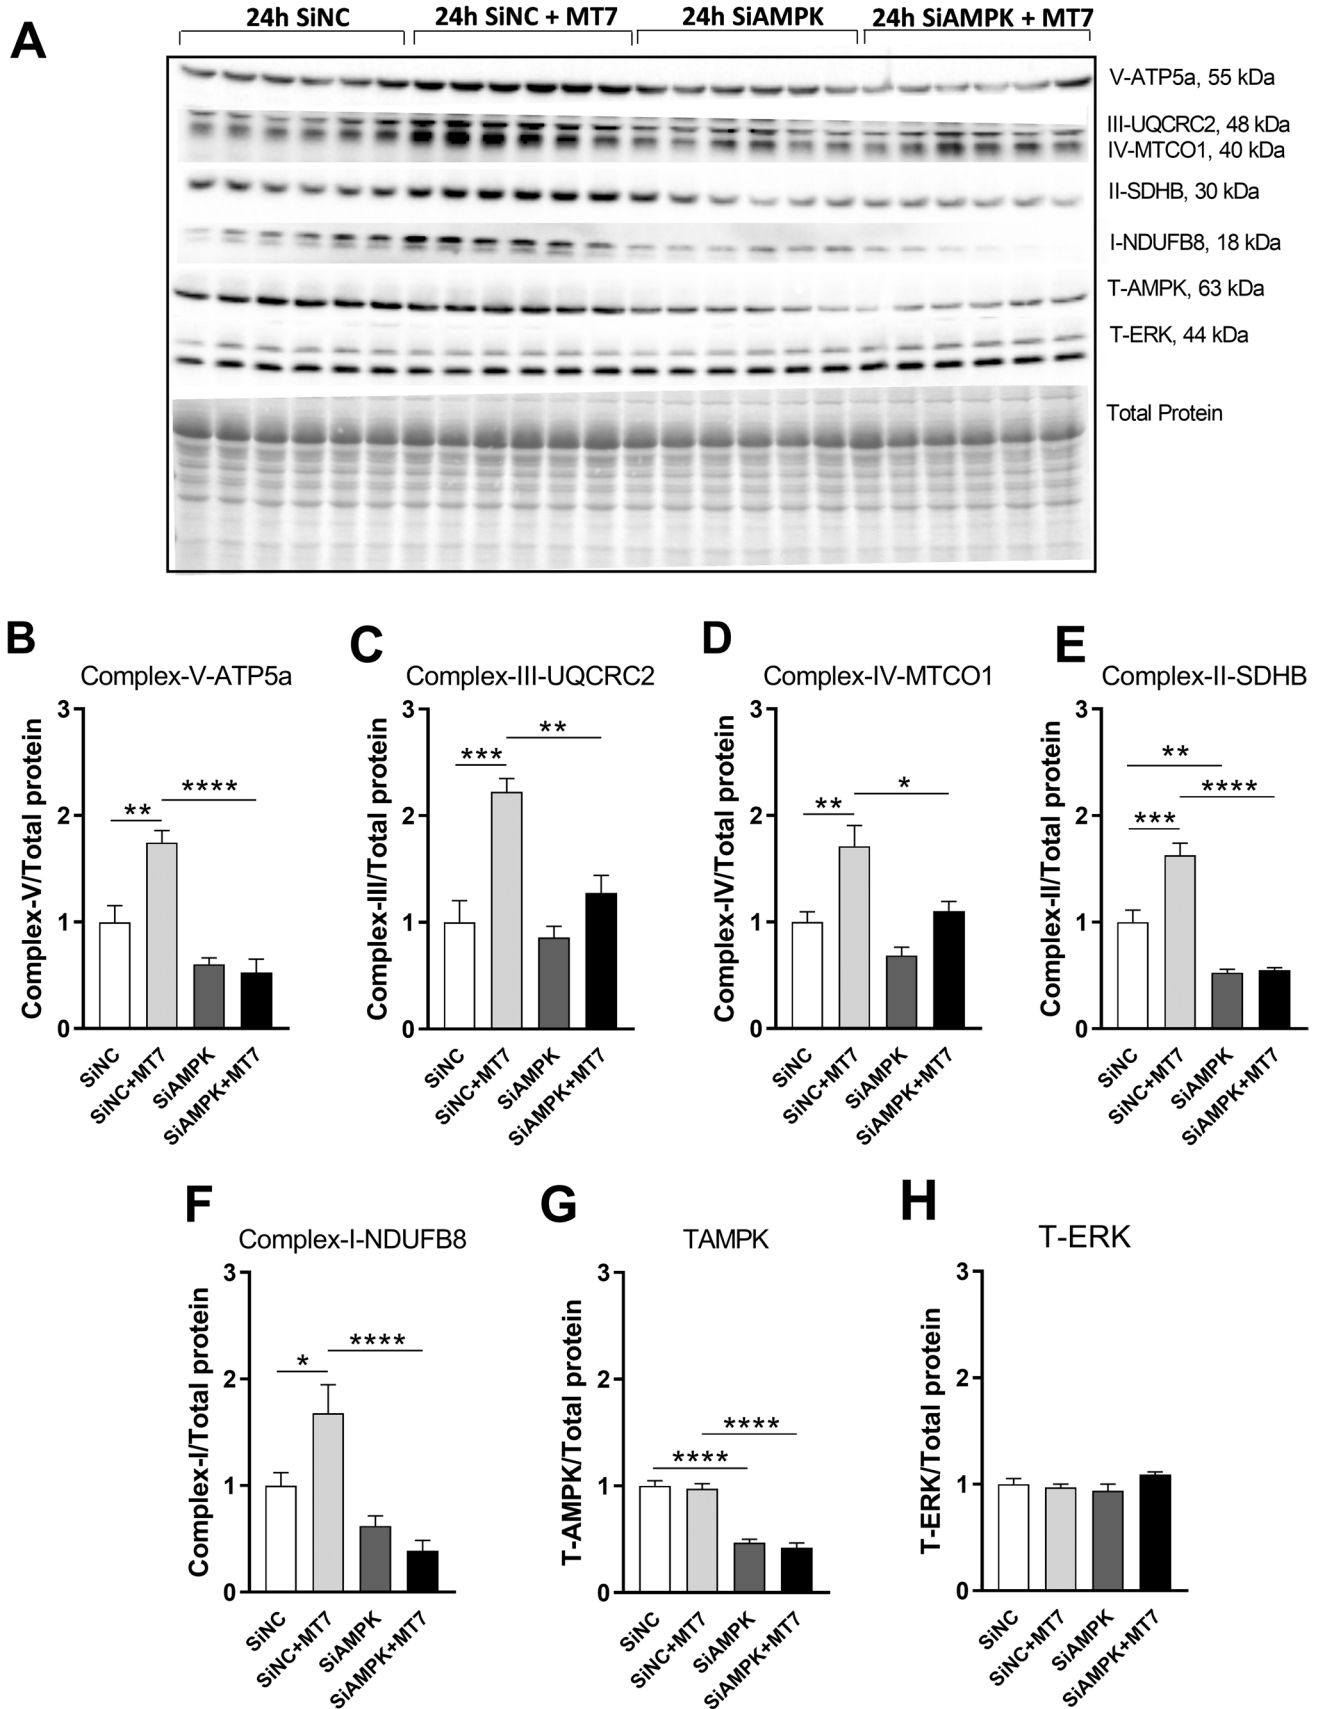 A
24h SiNC
24h SiNC + MT7
24h SiAMPK
24h SiAMPK + MT7
V-ATP5a, 55 kDa
III-UQCRC2, 48 kDa
IV-MTCO1, 40 kDa
II-SDHB, 30 kDa
I-NDUFB8, 18 kDa
T-AMPK, 63 kDa
T-ERK, 44 kDa
Total Protein
B
Complex-V-ATP5a
Complex-V/Total protein
3
2
1
0
**
****
SiNC
SiNC+MT7
SiAMPK
SiAMPK+MT7
C
Complex-III-UQCRC2
Complex-III/Total protein
3
2
1
0
***
**
SiNC
SiNC+MT7
SiAMPK
SiAMPK+MT7
D
Complex-IV-MTCO1
Complex-IV/Total protein
3
2
1
0
**
*
SiNC
SiNC+MT7
SiAMPK
SiAMPK+MT7
E
Complex-II-SDHB
Complex-II/Total protein
3
2
1
0
**
****
***
SiNC
SiNC+MT7
SiAMPK
SiAMPK+MT7
F
Complex-I-NDUFB8
Complex-I/Total protein
3
2
1
0
*
****
SiNC
SiNC+MT7
SiAMPK
SiAMPK+MT7
G
TAMPK
T-AMPK/Total protein
3
2
1
0
****
****
SiNC
SiNC+MT7
SiAMPK
SiAMPK+MT7
H
T-ERK
T-ERK/Total protein
3
2
1
0
SiNC
SiNC+MT7
SiAMPK
SiAMPK+MT7